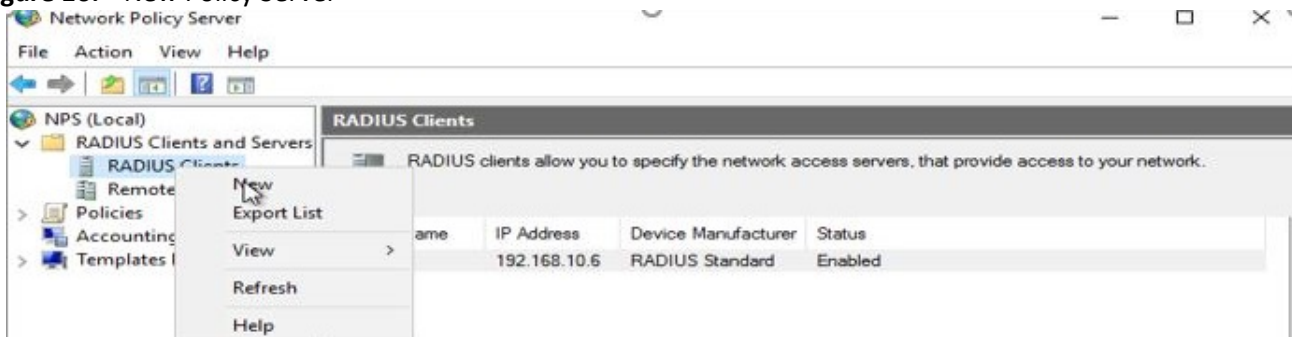 Network Policy Server
File Action View Help
NPS (Local)
RADIUS Clients and Servers
RADIUS Clients
Remote
Policies
Accounting
Templates
New
Export List
View >
Refresh
Help
RADIUS Clients
RADIUS clients allow you to specify the network access servers, that provide access to your network.
ame IP Address Device Manufacturer Status
192.168.10.6 RADIUS Standard Enabled